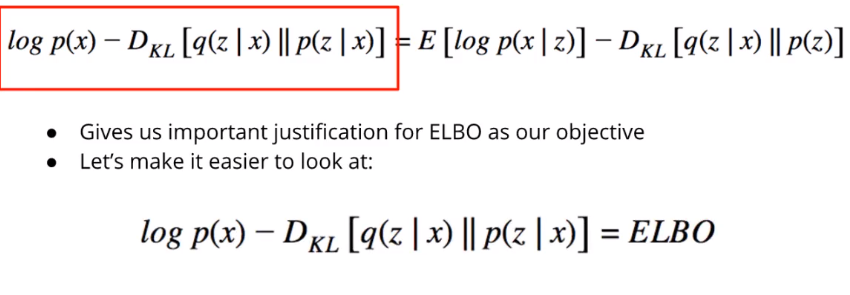 log p(x) − D_KL [q(z | x) || p(z | x)] = E [log p(x | z)] − D_KL [q(z | x) || p(z)]
● Gives us important justification for ELBO as our objective
● Let's make it easier to look at:
log p(x) − D_KL [q(z | x) || p(z | x)] = ELBO